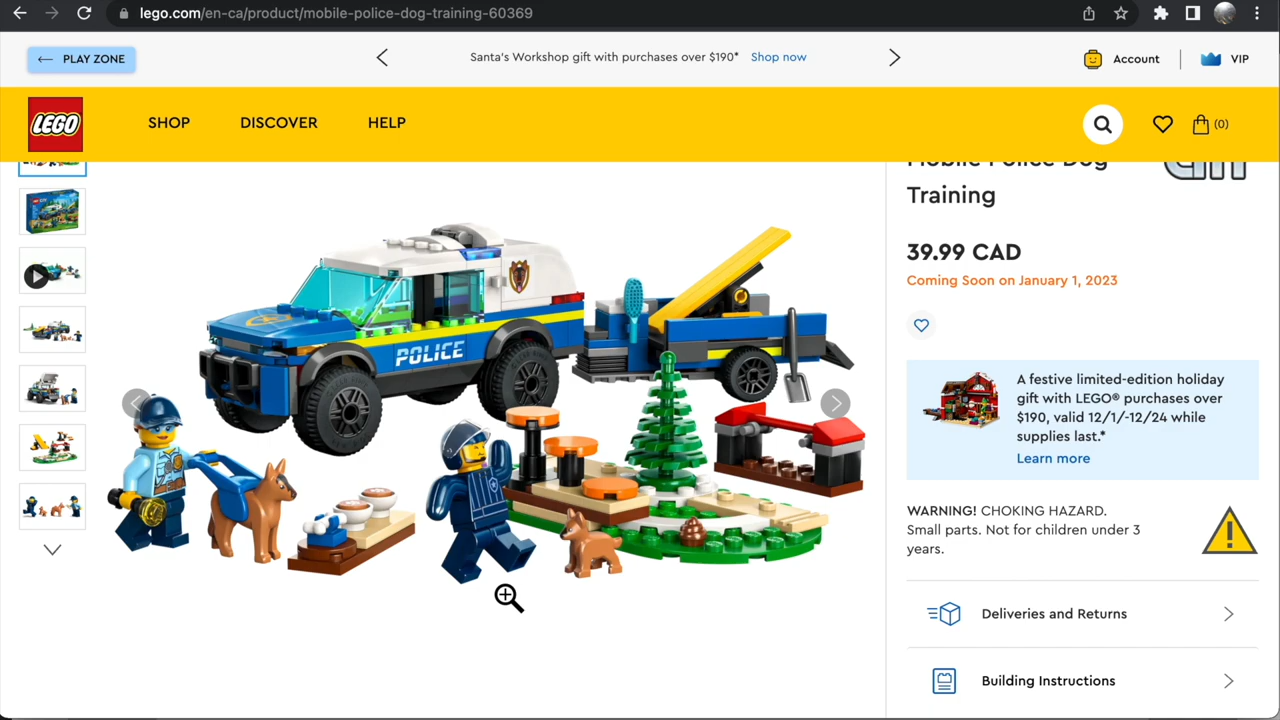 lego.com/en-ca/product/mobile-police-dog-training-60369
PLAY ZONE
Santa's Workshop gift with purchases over $190* Shop now
Account
VIP
LEGO
SHOP
DISCOVER
HELP
(0)
Mobile Police Dog
Training
39.99 CAD
Coming Soon on January 1, 2023
POLICE
A festive limited-edition holiday
gift with LEGO® purchases over
$190, valid 12/1/-12/24 while
supplies last.*
Learn more
WARNING! CHOKING HAZARD.
Small parts. Not for children under 3
years.
Deliveries and Returns
Building Instructions